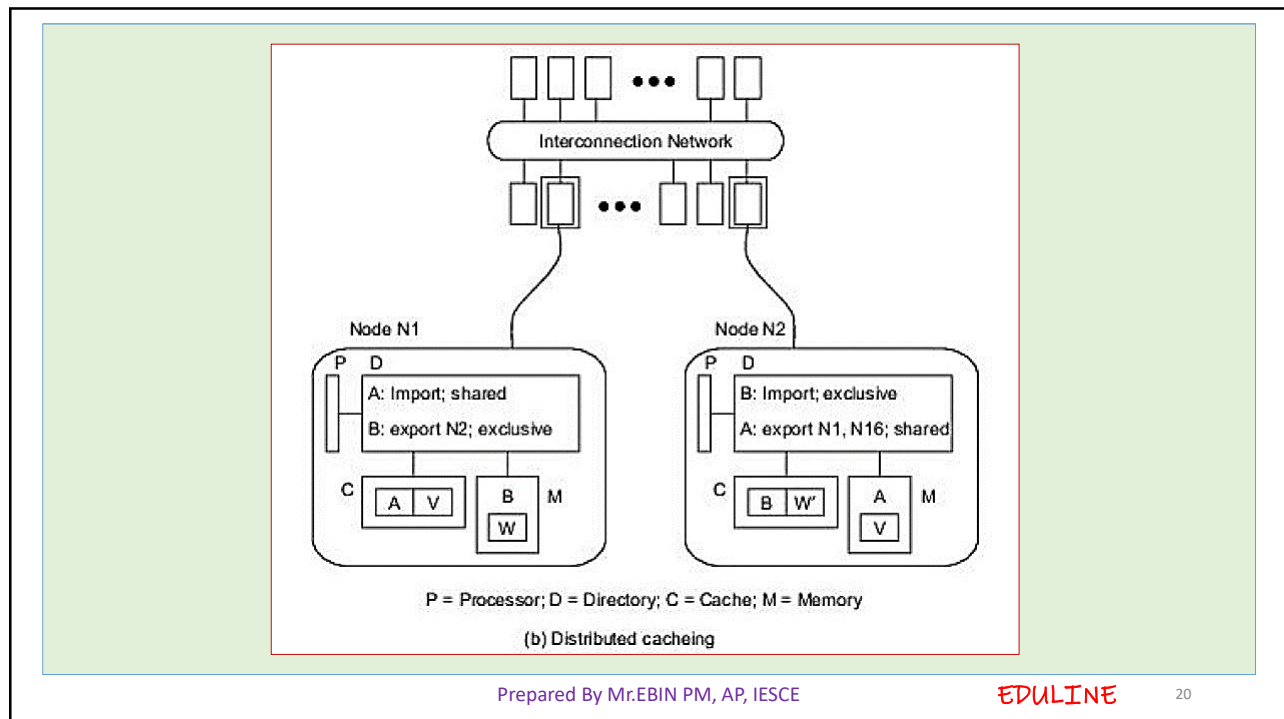 Interconnection Network
Node N1
Node N2
P D
A: Import; shared
B: export N2; exclusive
C
A V
B
W
M
P D
B: Import; exclusive
A: export N1, N16; shared
C
B W′
A
V
M
P = Processor; D = Directory; C = Cache; M = Memory
(b) Distributed cacheing
Prepared By Mr.EBIN PM, AP, IESCE
EDULINE
20